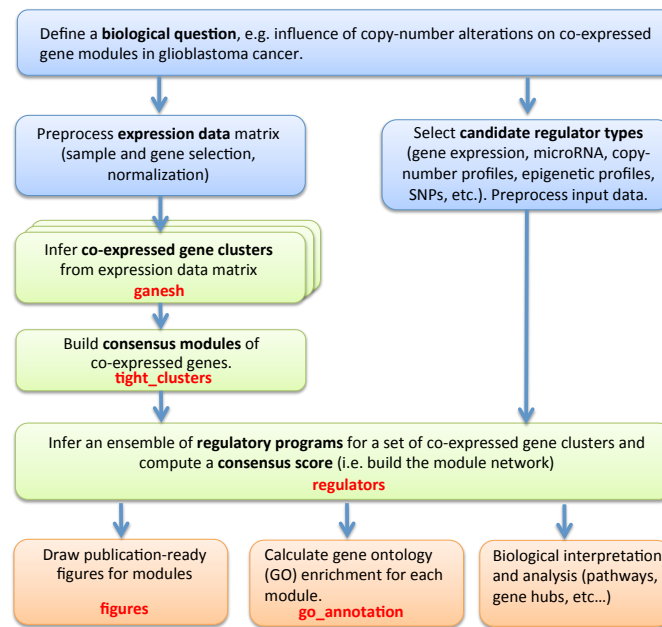 Define a biological question, e.g. influence of copy-number alterations on co-expressed
gene modules in glioblastoma cancer.
Preprocess expression data matrix
(sample and gene selection,
normalization)
Select candidate regulator types
(gene expression, microRNA, copy-
number profiles, epigenetic profiles,
SNPs, etc.). Preprocess input data.
Infer co-expressed gene clusters
from expression data matrix
ganesh
Build consensus modules of
co-expressed genes.
tight_clusters
Infer an ensemble of regulatory programs for a set of co-expressed gene clusters and
compute a consensus score (i.e. build the module network)
regulators
Draw publication-ready
figures for modules
figures
Calculate gene ontology
(GO) enrichment for each
module.
go_annotation
Biological interpretation
and analysis (pathways,
gene hubs, etc...)